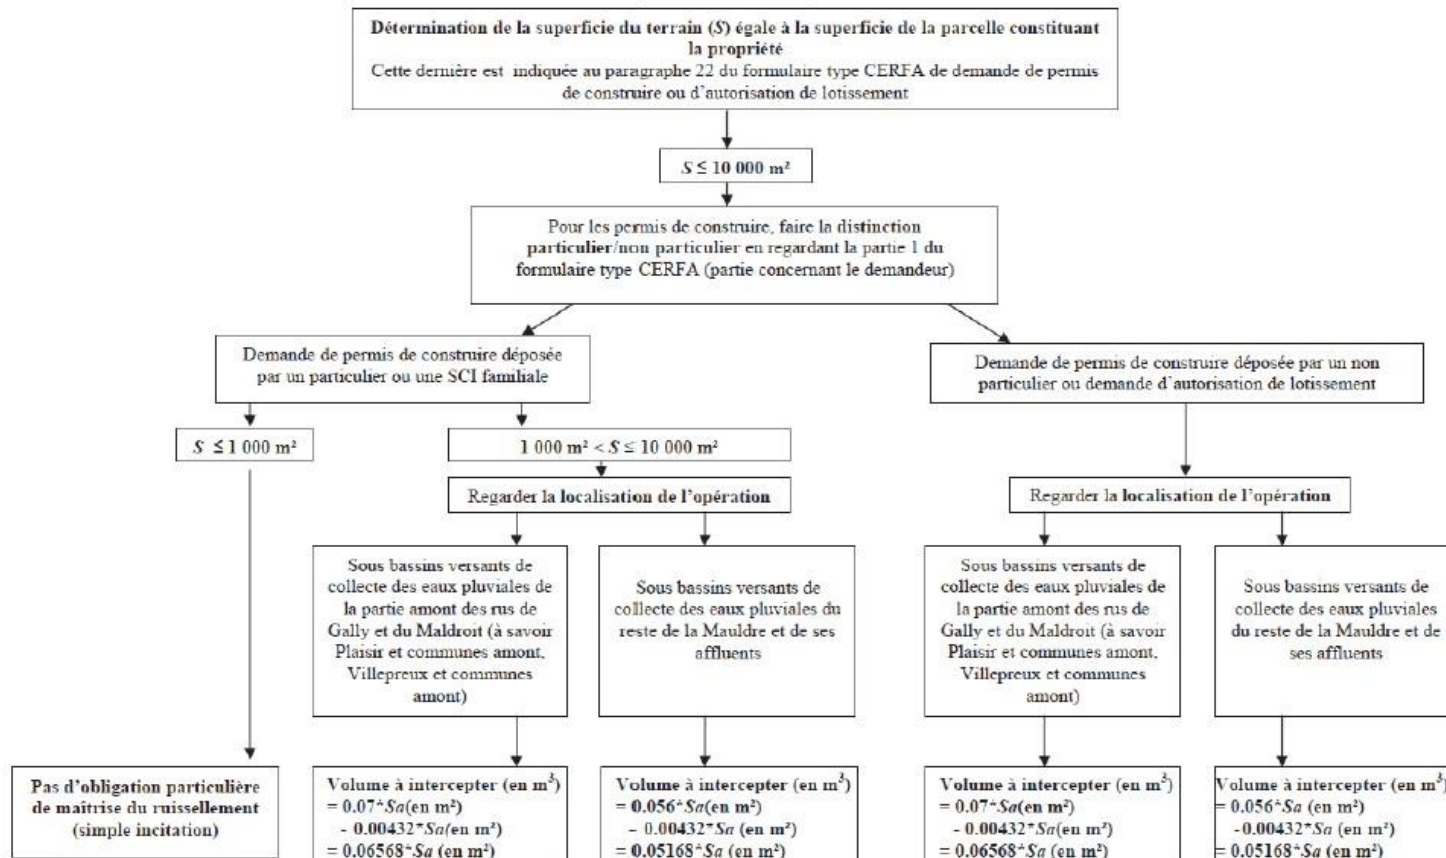 Détermination de la superficie du terrain (S) égale à la superficie de la parcelle constituant
la propriété
Cette dernière est indiquée au paragraphe 22 du formulaire type CERFA de demande de permis
de construire ou d'autorisation de lotissement
S ≤ 10 000 m²
Pour les permis de construire, faire la distinction
particulier/non particulier en regardant la partie 1 du
formulaire type CERFA (partie concernant le demandeur)
Demande de permis de construire déposée
par un particulier ou une SCI familiale
Demande de permis de construire déposée par un non
particulier ou demande d'autorisation de lotissement
S ≤ 1 000 m²
1 000 m² < S ≤ 10 000 m²
Regarder la localisation de l'opération
Regarder la localisation de l'opération
Sous bassins versants de
collecte des eaux pluviales de
la partie amont des rus de
Gally et du Maldroit (à savoir
Plaisir et communes amont,
Villepreux et communes
amont)
Sous bassins versants de
collecte des eaux pluviales du
reste de la Mauldre et de ses
affluents
Sous bassins versants de
collecte des eaux pluviales de
la partie amont des rus de
Gally et du Maldroit (à savoir
Plaisir et communes amont,
Villepreux et communes
amont)
Sous bassins versants de
collecte des eaux pluviales
du reste de la Mauldre et de
ses affluents
Pas d'obligation particulière
de maîtrise du ruissellement
(simple incitation)
Volume à intercepter (en m³)
= 0.07*Sa(en m²)
- 0.00432*Sa(en m²)
= 0.06568*Sa (en m²)
Volume à intercepter (en m³)
= 0.056*Sa(en m²)
- 0.00432*Sa (en m²)
= 0.05168*Sa (en m²)
Volume à intercepter (en m³)
= 0.07*Sa(en m²)
- 0.00432*Sa (en m²)
= 0.06568*Sa (en m²)
Volume à intercepter (en m³)
= 0.056*Sa (en m²)
-0.00432*Sa (en m²)
= 0.05168*Sa (en m²)